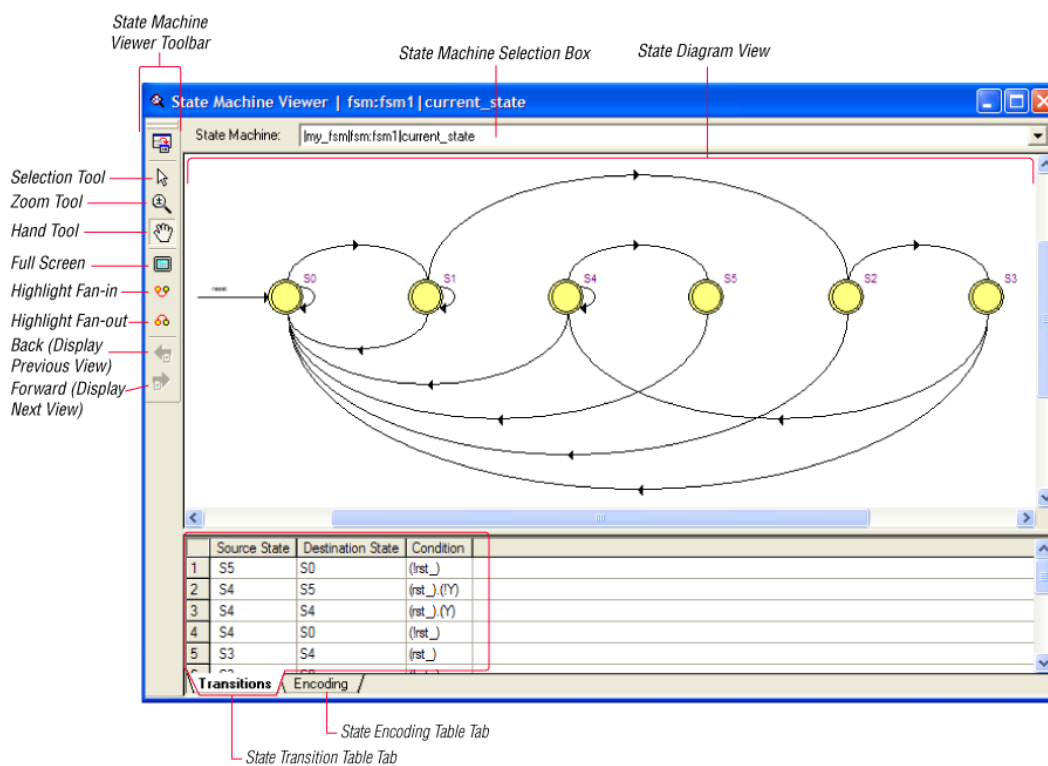 State Machine
Viewer Toolbar
State Machine Selection Box
State Diagram View
State Machine Viewer | fsm:fsm1|current_state
State Machine:
|my_fsm|fsm:fsm1|current_state
Selection Tool
Zoom Tool
Hand Tool
Full Screen
Highlight Fan-in
Highlight Fan-out
Back (Display
Previous View)
Forward (Display
Next View)
reset
S0
S1
S4
S5
S2
S3
Source State Destination State Condition
1 S5 S0 (!rst_)
2 S4 S5 (rst_).(!Y)
3 S4 S4 (rst_).(Y)
4 S4 S0 (!rst_)
5 S3 S4 (rst_)
Transitions Encoding
State Encoding Table Tab
State Transition Table Tab